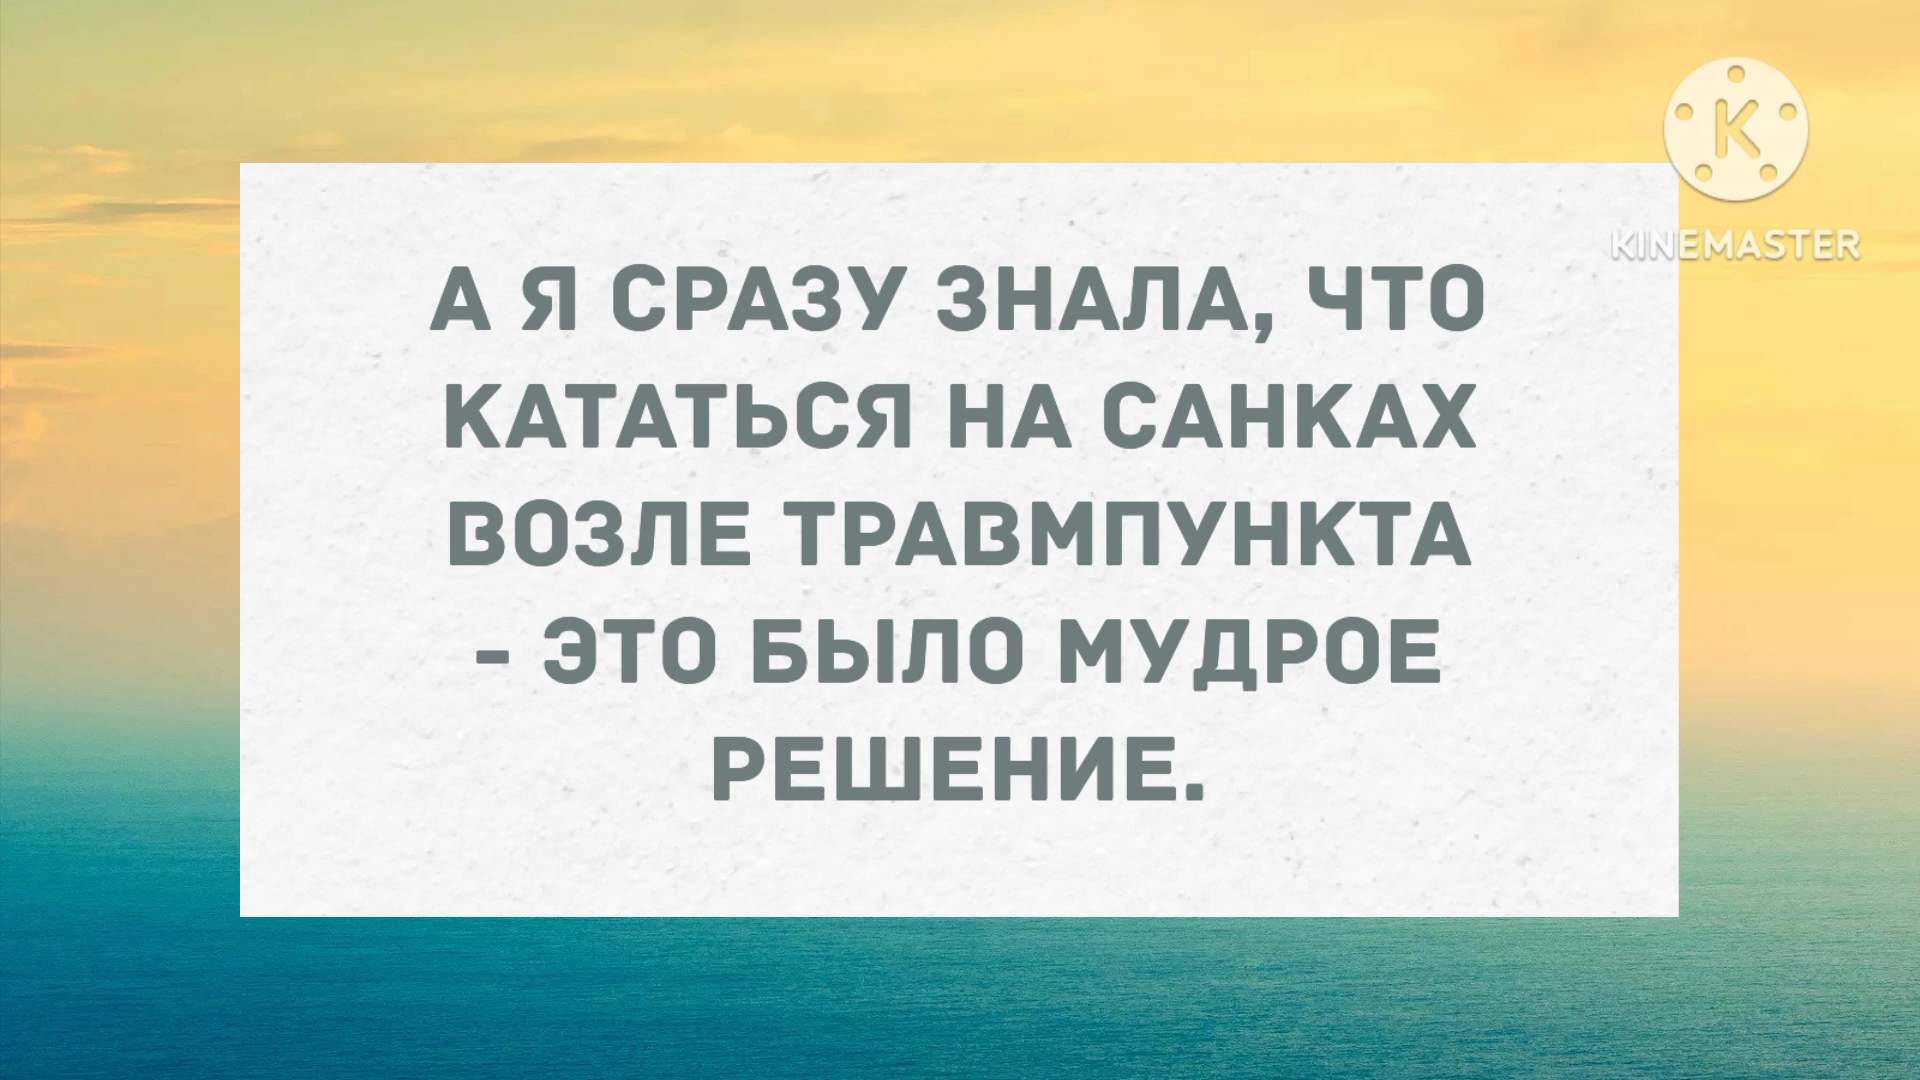 K
KINEMASTER
А Я СРАЗУ ЗНАЛА, ЧТО
КАТАТЬСЯ НА САНКАХ
ВОЗЛЕ ТРАВМПУНКТА
- ЭТО БЫЛО МУДРОЕ
РЕШЕНИЕ.